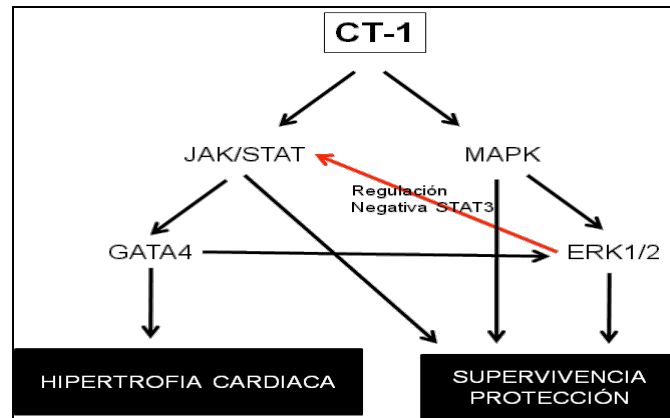 CT-1
JAK/STAT
MAPK
Regulación
Negativa STAT3
GATA4
ERK1/2
HIPERTROFIA CARDIACA
SUPERVIVENCIA
PROTECCIÓN